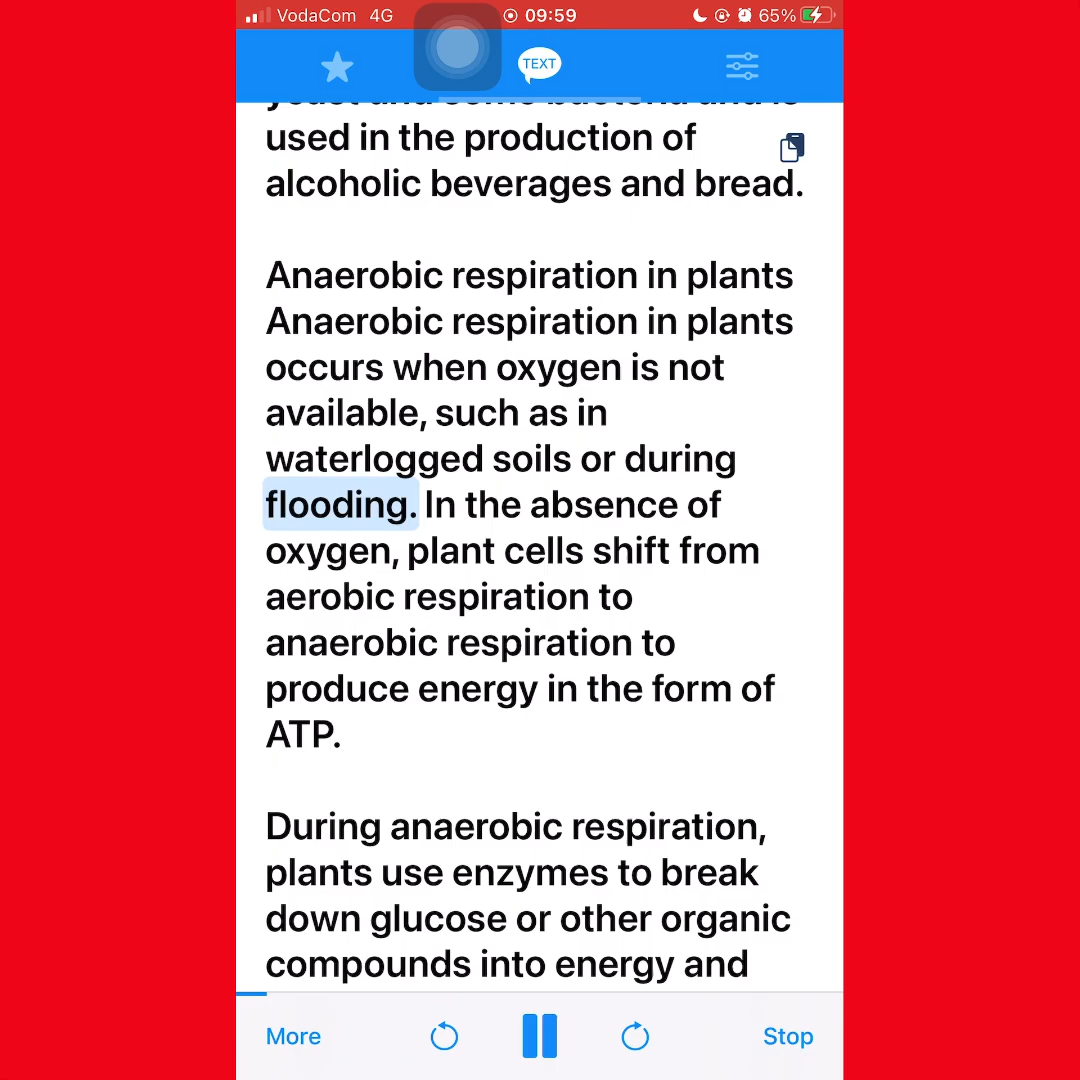 VodaCom 4G 09:59 65%
TEXT
used in the production of
alcoholic beverages and bread.
Anaerobic respiration in plants
Anaerobic respiration in plants
occurs when oxygen is not
available, such as in
waterlogged soils or during
flooding. In the absence of
oxygen, plant cells shift from
aerobic respiration to
anaerobic respiration to
produce energy in the form of
ATP.
During anaerobic respiration,
plants use enzymes to break
down glucose or other organic
compounds into energy and
More Stop